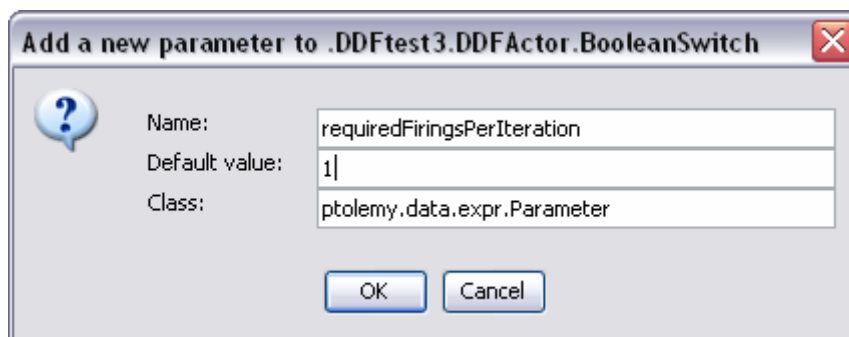 Add a new parameter to .DDFtest3.DDFActor.BooleanSwitch
Name: requiredFiringsPerIteration
Default value: 1
Class: ptolemy.data.expr.Parameter
OK Cancel